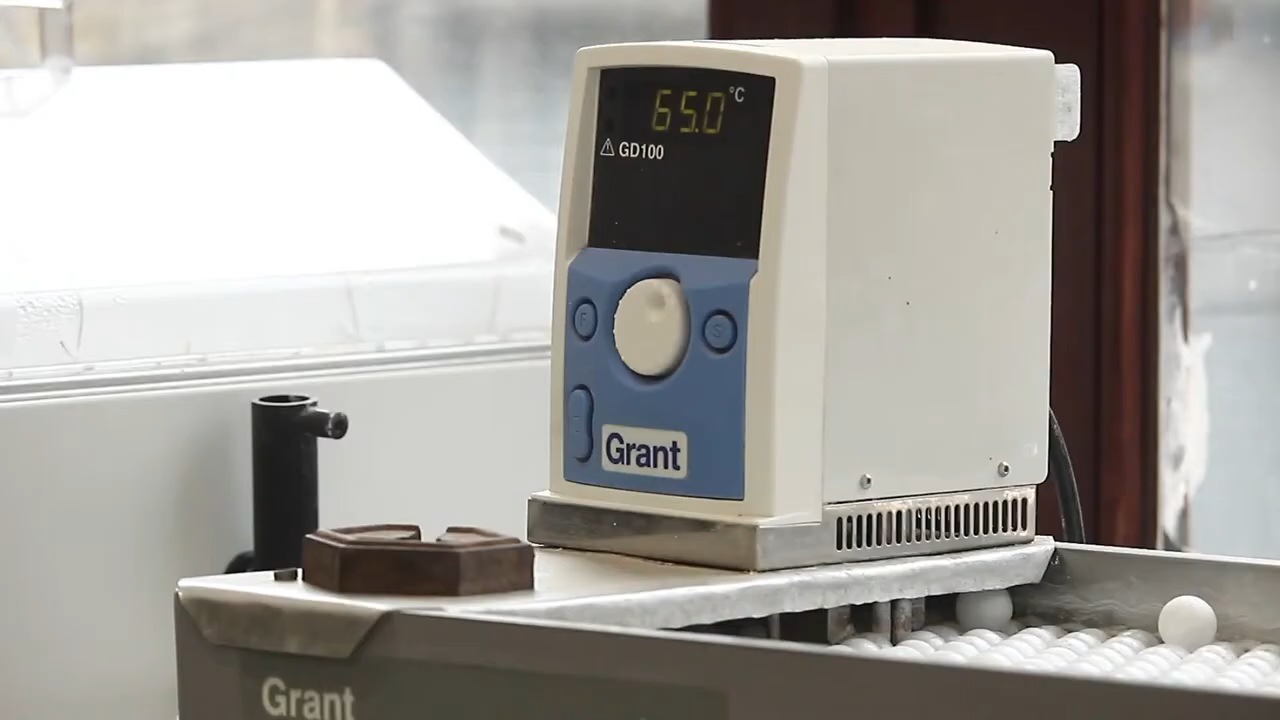 65.0 °C
⚠ GD100
F
S
Grant
Grant